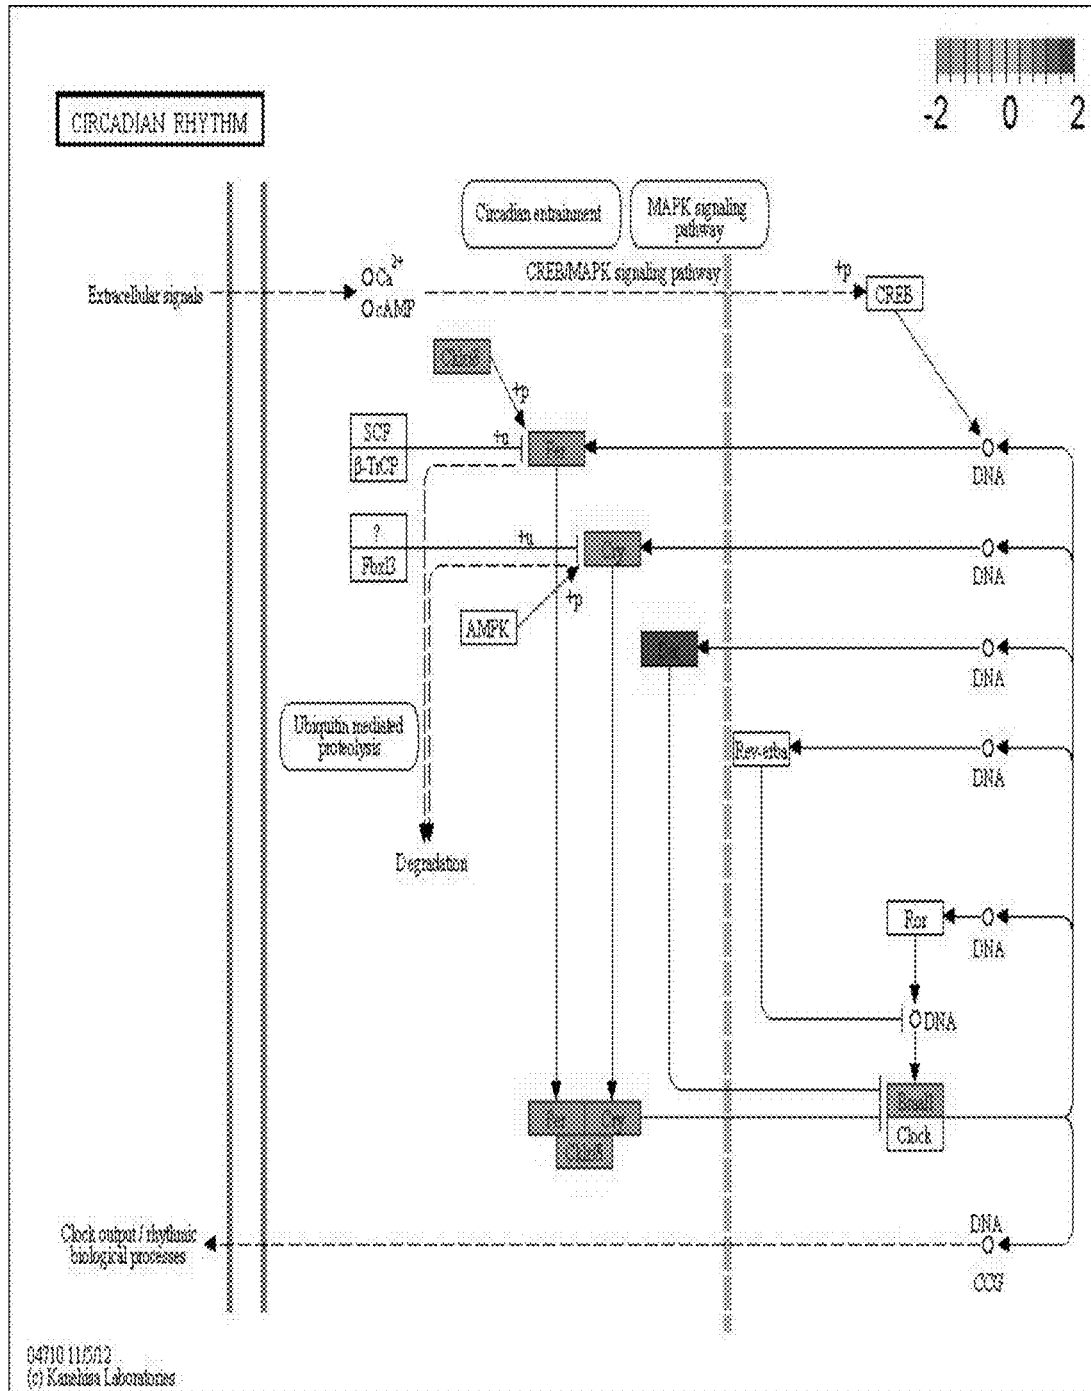 -2 0 2
CIRCADIAN RHYTHM
Circadian entrainment
MAPK signaling
pathway
CREB/MAPK signaling pathway
Extracellular signals
Ca2+
cAMP
+p
CREB
+p
SCF
β-TrCP
+u
DNA
?
Fbxl3
+u
DNA
+p
AMPK
DNA
Ubiquitin mediated
proteolysis
Rev-erbα
DNA
Degradation
Ror
DNA
DNA
Bmal1
Clock
Clock output / rhythmic
biological processes
DNA
CCG
04710 11/5/12
(c) Kanehisa Laboratories